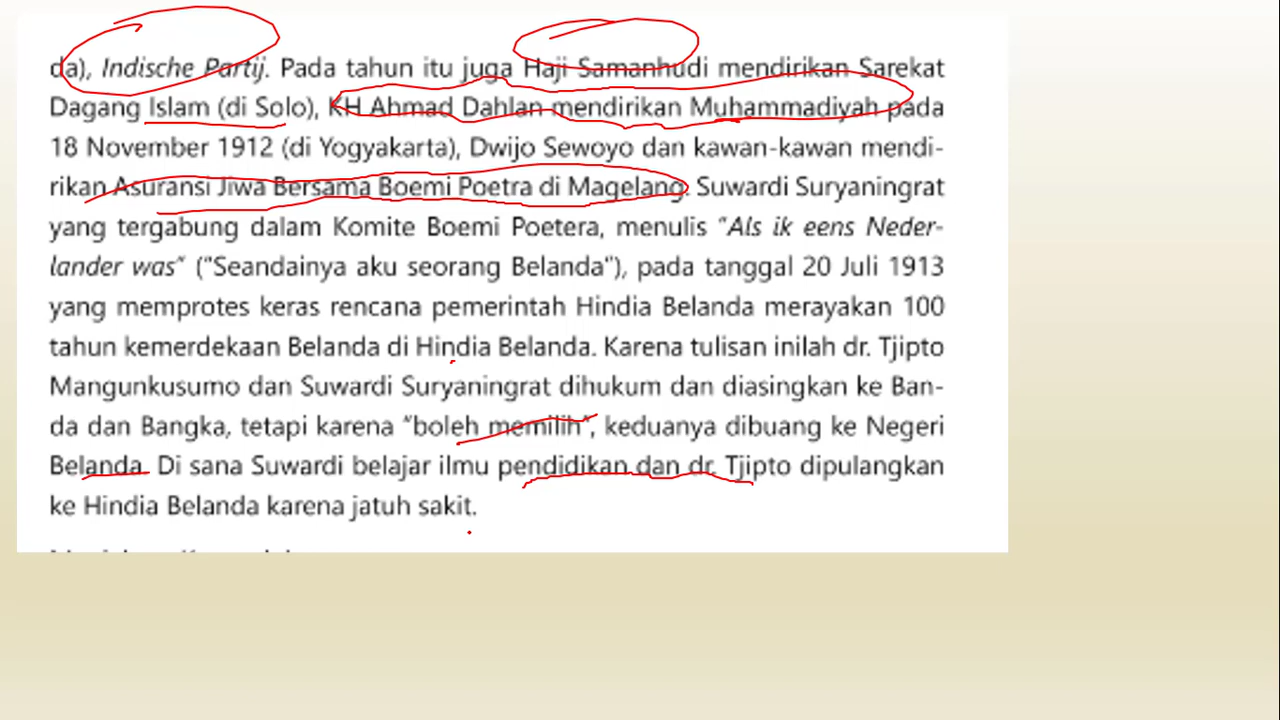 da), Indische Partij. Pada tahun itu juga Haji Samanhudi mendirikan Sarekat
Dagang Islam (di Solo), KH Ahmad Dahlan mendirikan Muhammadiyah pada
18 November 1912 (di Yogyakarta), Dwijo Sewoyo dan kawan-kawan mendi-
rikan Asuransi Jiwa Bersama Boemi Poetra di Magelang. Suwardi Suryaningrat
yang tergabung dalam Komite Boemi Poetera, menulis "Als ik eens Neder-
lander was" ("Seandainya aku seorang Belanda"), pada tanggal 20 Juli 1913
yang memprotes keras rencana pemerintah Hindia Belanda merayakan 100
tahun kemerdekaan Belanda di Hindia Belanda. Karena tulisan inilah dr. Tjipto
Mangunkusumo dan Suwardi Suryaningrat dihukum dan diasingkan ke Ban-
da dan Bangka, tetapi karena "boleh memilih", keduanya dibuang ke Negeri
Belanda. Di sana Suwardi belajar ilmu pendidikan dan dr. Tjipto dipulangkan
ke Hindia Belanda karena jatuh sakit.